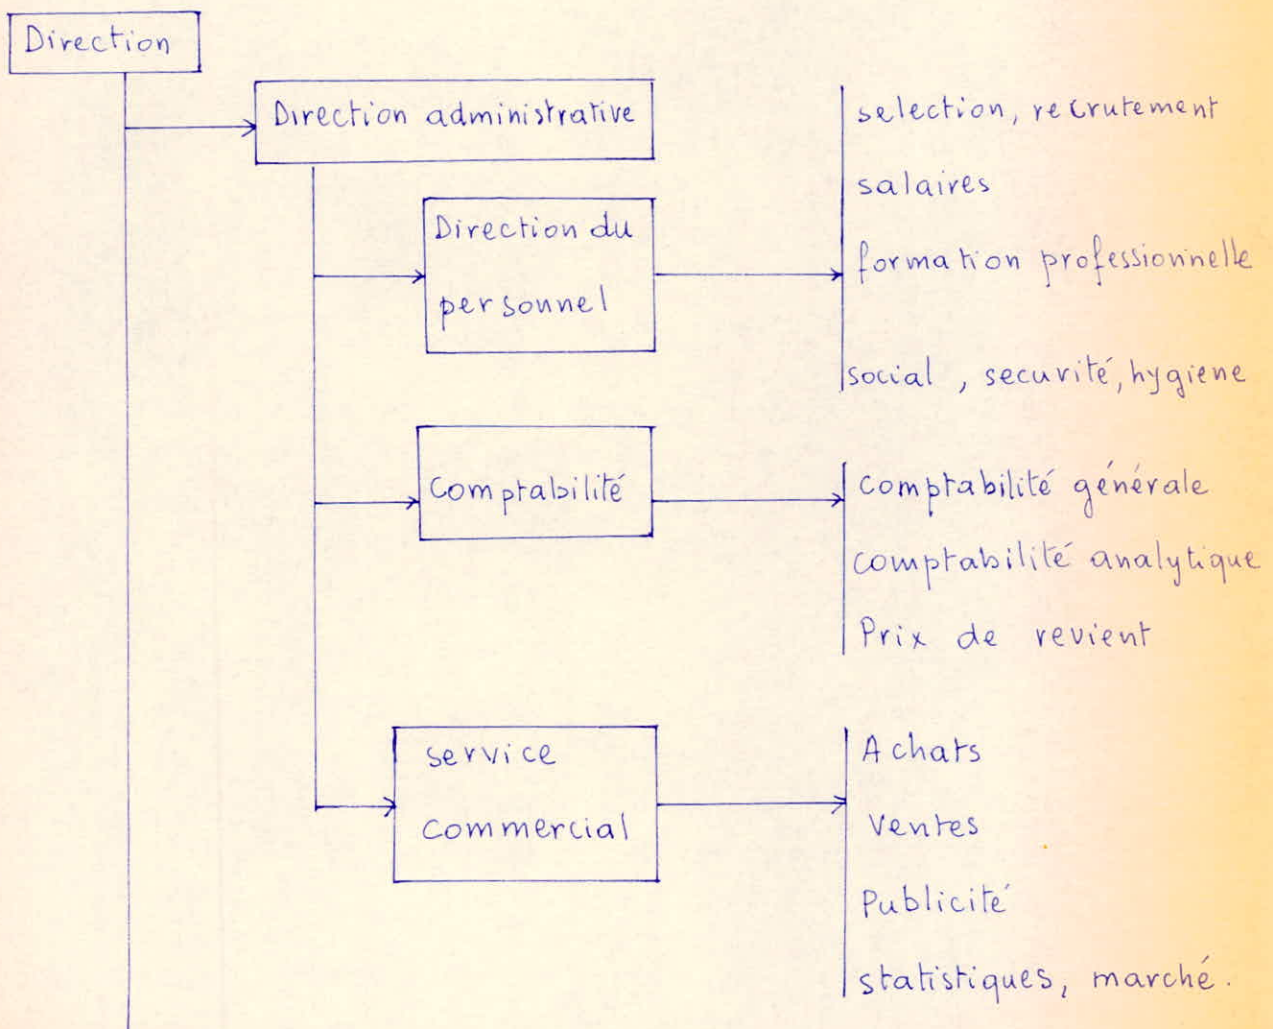 Direction
Direction administrative
Direction du
personnel
selection, recrutement
salaires
formation professionnelle
social, securité, hygiene
Comptabilité
comptabilité générale
comptabilité analytique
Prix de revient
service
commercial
Achats
Ventes
Publicité
statistiques, marché.